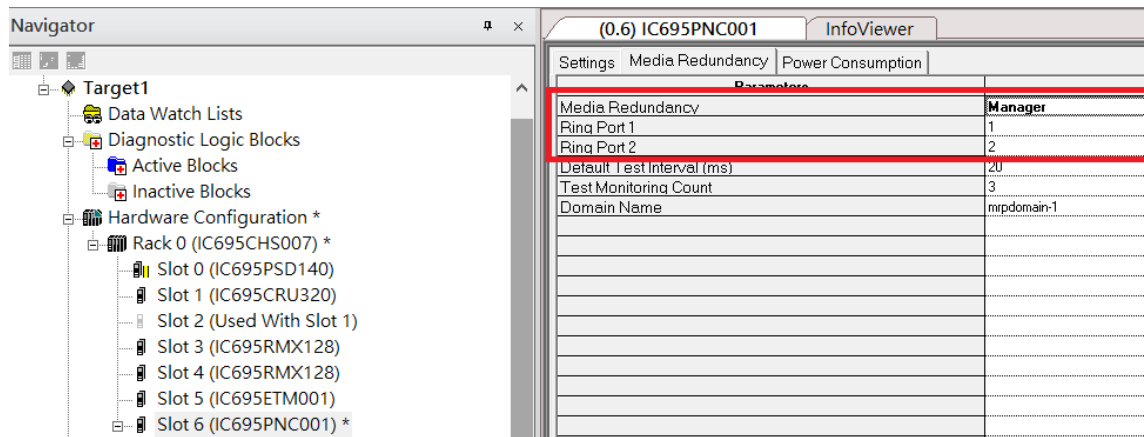 Navigator
Target1
Data Watch Lists
Diagnostic Logic Blocks
Active Blocks
Inactive Blocks
Hardware Configuration *
Rack 0 (IC695CHS007) *
Slot 0 (IC695PSD140)
Slot 1 (IC695CRU320)
Slot 2 (Used With Slot 1)
Slot 3 (IC695RMX128)
Slot 4 (IC695RMX128)
Slot 5 (IC695ETM001)
Slot 6 (IC695PNC001) *
(0.6) IC695PNC001 InfoViewer
Settings Media Redundancy Power Consumption
Parameters
Media Redundancy Manager
Ring Port 1 1
Ring Port 2 2
Default Test Interval (ms) 20
Test Monitoring Count 3
Domain Name mrpdomain-1